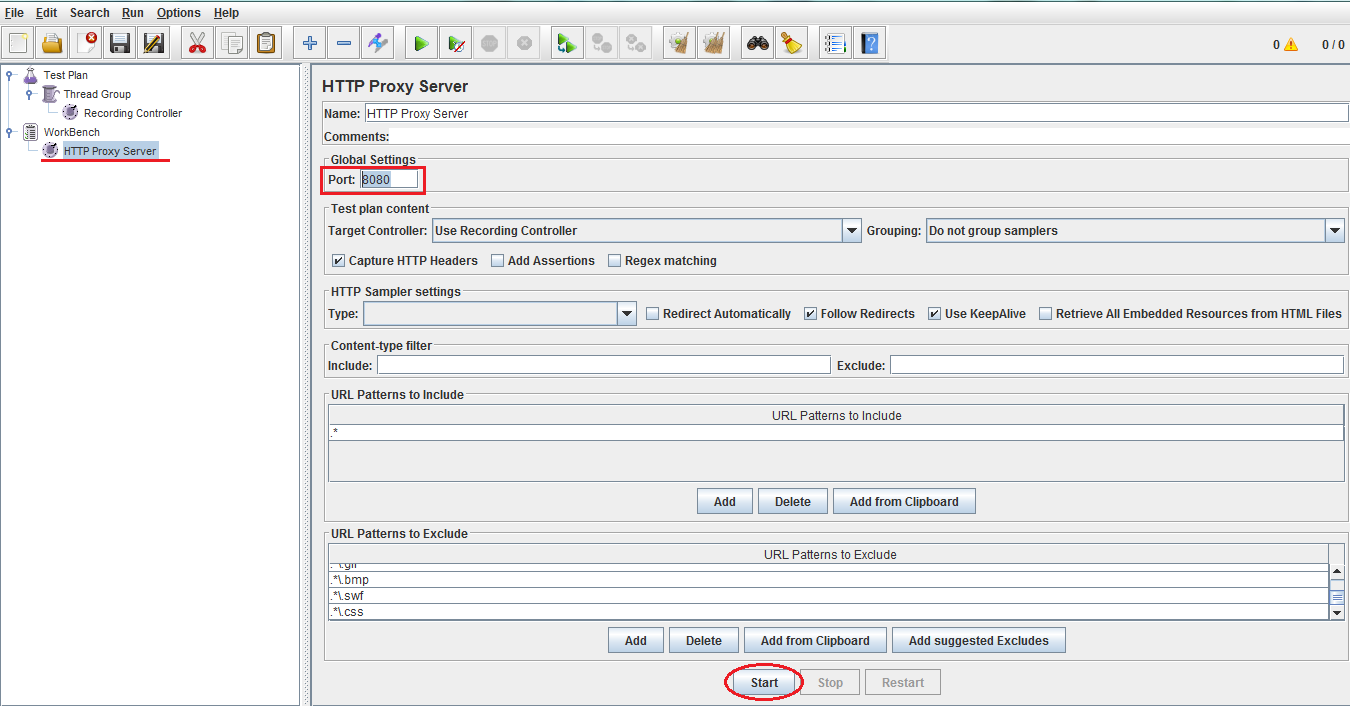 File Edit Search Run Options Help
0 0 / 0
Test Plan
Thread Group
Recording Controller
WorkBench
HTTP Proxy Server
HTTP Proxy Server
Name: HTTP Proxy Server
Comments:
Global Settings
Port: 8080
Test plan content
Target Controller: Use Recording Controller Grouping: Do not group samplers
Capture HTTP Headers Add Assertions Regex matching
HTTP Sampler settings
Type: Redirect Automatically Follow Redirects Use KeepAlive Retrieve All Embedded Resources from HTML Files
Content-type filter
Include: Exclude:
URL Patterns to Include
URL Patterns to Include
.*
Add Delete Add from Clipboard
URL Patterns to Exclude
URL Patterns to Exclude
.*\.gif
.*\.bmp
.*\.swf
.*\.css
Add Delete Add from Clipboard Add suggested Excludes
Start Stop Restart